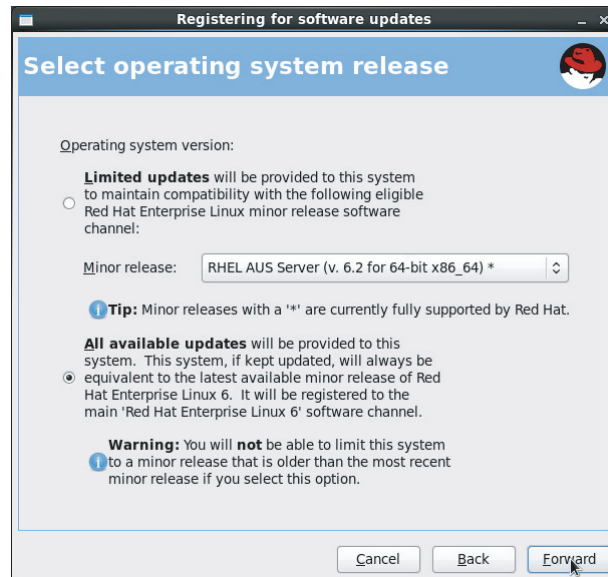 Registering for software updates
Select operating system release
Operating system version:
Limited updates will be provided to this system
to maintain compatibility with the following eligible
Red Hat Enterprise Linux minor release software
channel:
Minor release: RHEL AUS Server (v. 6.2 for 64-bit x86_64) *
Tip: Minor releases with a '*' are currently fully supported by Red Hat.
All available updates will be provided to this
system. This system, if kept updated, will always be
equivalent to the latest available minor release of Red
Hat Enterprise Linux 6. It will be registered to the
main 'Red Hat Enterprise Linux 6' software channel.
Warning: You will not be able to limit this system
to a minor release that is older than the most recent
minor release if you select this option.
Cancel Back Forward